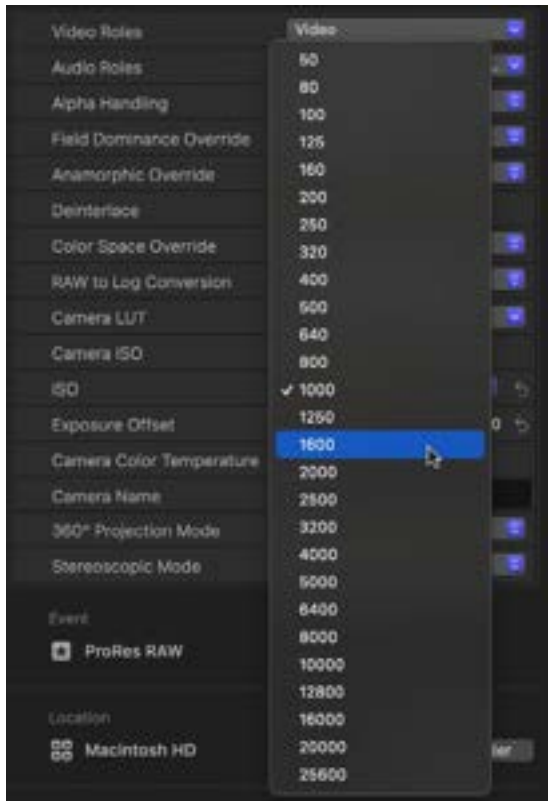 Video Roles
Video
Audio Roles
Alpha Handling
Field Dominance Override
Anamorphic Override
Deinterlace
Color Space Override
RAW to Log Conversion
Camera LUT
Camera ISO
ISO
Exposure Offset
0
Camera Color Temperature
Camera Name
360° Projection Mode
Stereoscopic Mode
50
80
100
125
160
200
250
320
400
500
640
800
✓ 1000
1250
1600
2000
2500
3200
4000
5000
6400
8000
10000
12800
16000
20000
25600
Event
ProRes RAW
Location
Macintosh HD